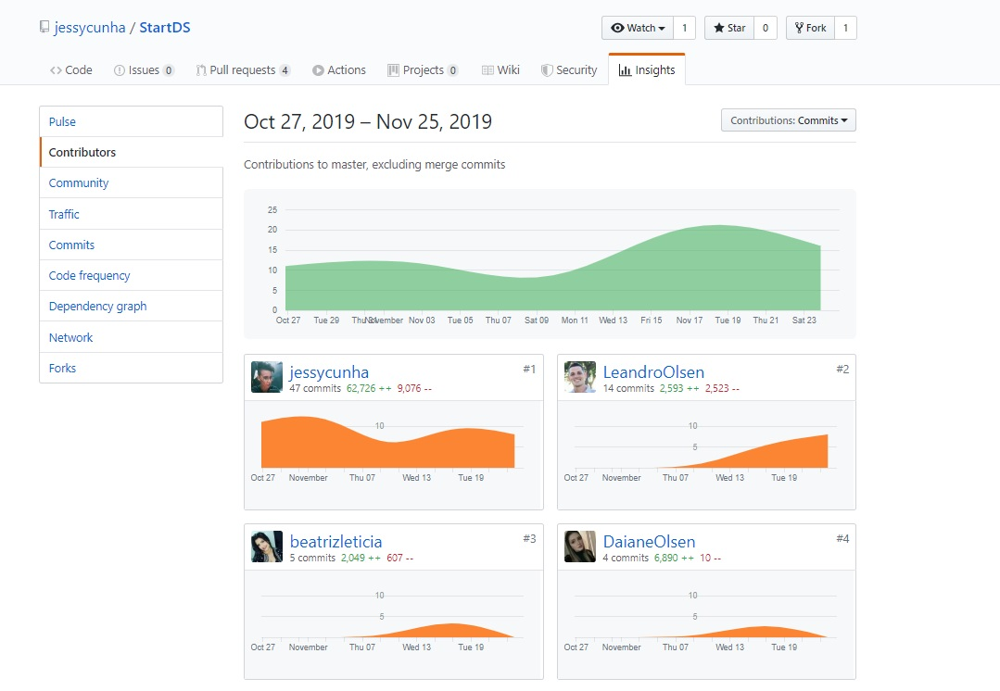 jessycunha / StartDS
Watch 1 Star 0 Fork 1
Code Issues 0 Pull requests 4 Actions Projects 0 Wiki Security Insights
Pulse
Contributors
Community
Traffic
Commits
Code frequency
Dependency graph
Network
Forks
Oct 27, 2019 – Nov 25, 2019
Contributions: Commits
Contributions to master, excluding merge commits
25
20
15
10
5
0
Oct 27 Tue 29 Thu 31 November Nov 03 Tue 05 Thu 07 Sat 09 Mon 11 Wed 13 Fri 15 Nov 17 Tue 19 Thu 21 Sat 23
jessycunha #1
47 commits 62,726 ++ 9,076 --
10
Oct 27 November Thu 07 Wed 13 Tue 19
LeandroOlsen #2
14 commits 2,593 ++ 2,523 --
10
5
Oct 27 November Thu 07 Wed 13 Tue 19
beatrizleticia #3
5 commits 2,049 ++ 607 --
10
5
Oct 27 November Thu 07 Wed 13 Tue 19
DaianeOlsen #4
4 commits 6,890 ++ 10 --
10
5
Oct 27 November Thu 07 Wed 13 Tue 19